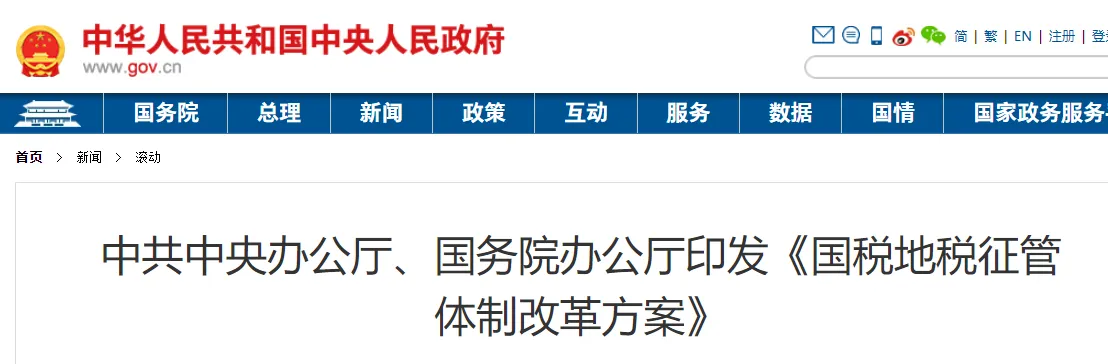 中华人民共和国中央人民政府
www.gov.cn
简 | 繁 | EN | 注册 | 登
国务院 总理 新闻 政策 互动 服务 数据 国情 国家政务服务
首页 > 新闻 > 滚动
中共中央办公厅、国务院办公厅印发《国税地税征管
体制改革方案》